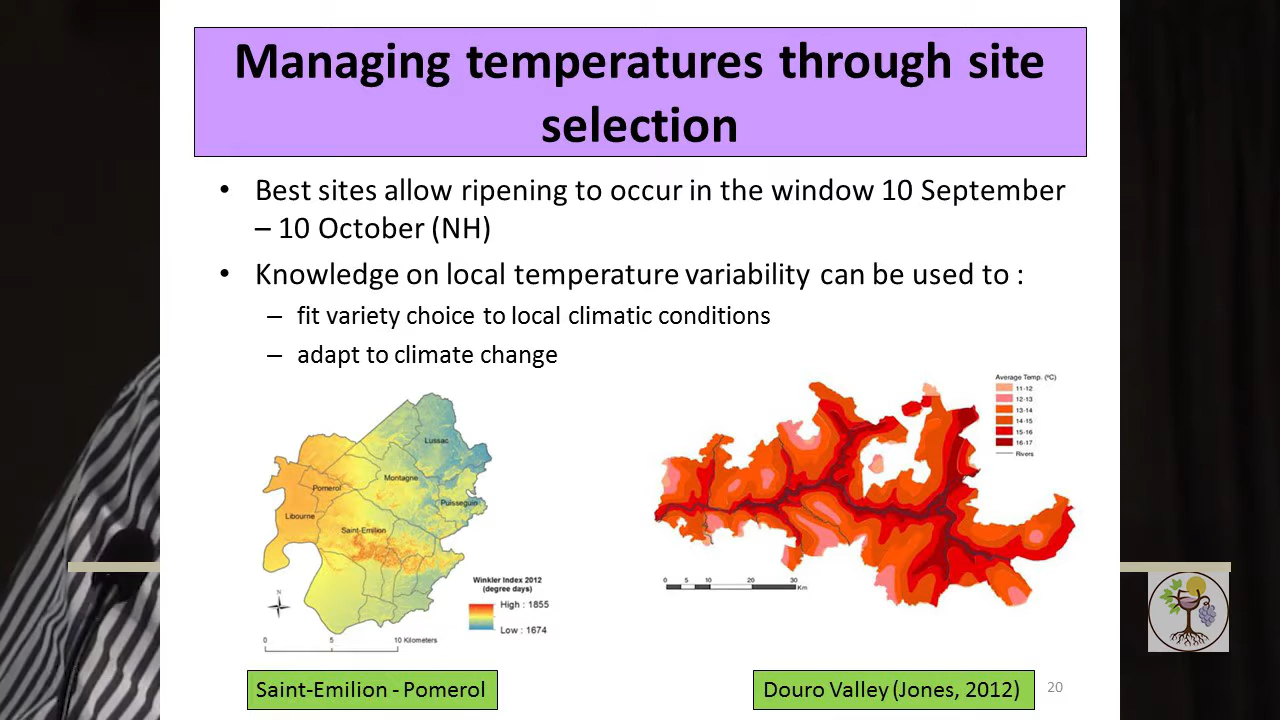 Managing temperatures through site
selection
• Best sites allow ripening to occur in the window 10 September
– 10 October (NH)
• Knowledge on local temperature variability can be used to :
– fit variety choice to local climatic conditions
– adapt to climate change
Lussac
Montagne
Pomerol
Puisseguin
Libourne
Saint-Emilion
N
Winkler Index 2012
(degree days)
High : 1855
Low : 1674
0 5 10 Kilometers
Average Temp. (°C)
11-12
12-13
13-14
14-15
15-16
16-17
Rivers
0 5 10 20 30
Km
Saint-Emilion - Pomerol
Douro Valley (Jones, 2012)
20